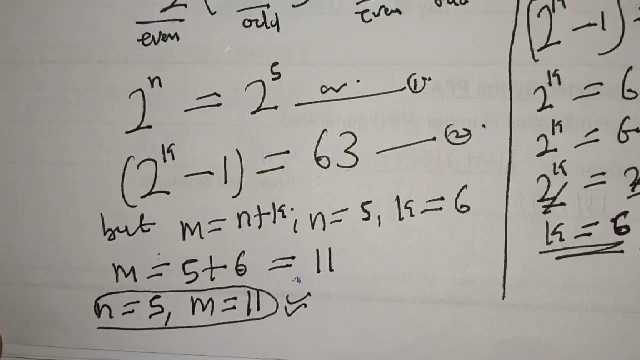 even odd even odd
2^n = 2^5 ①
(2^k - 1) = 63 ②
but m = n+k, n = 5, k = 6
m = 5+6 = 11
n = 5, m = 11
(2^k - 1)
2^k = 6
2^k = 6
2^k =
k = 6